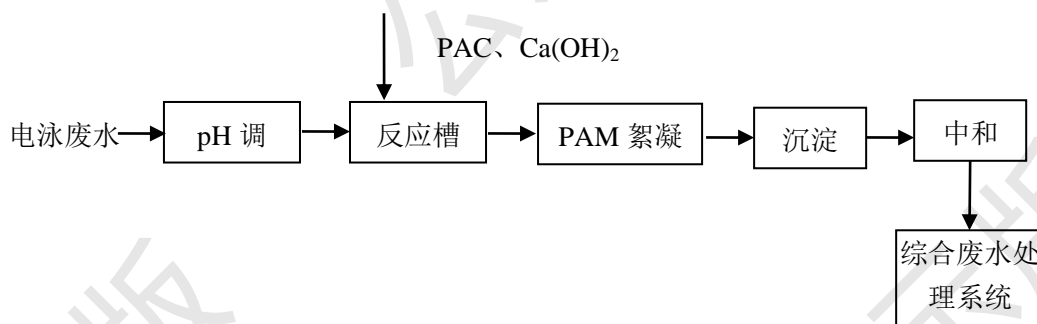 PAC、Ca(OH)₂
电泳废水
pH 调
反应槽
PAM 絮凝
沉淀
中和
综合废水处
理系统